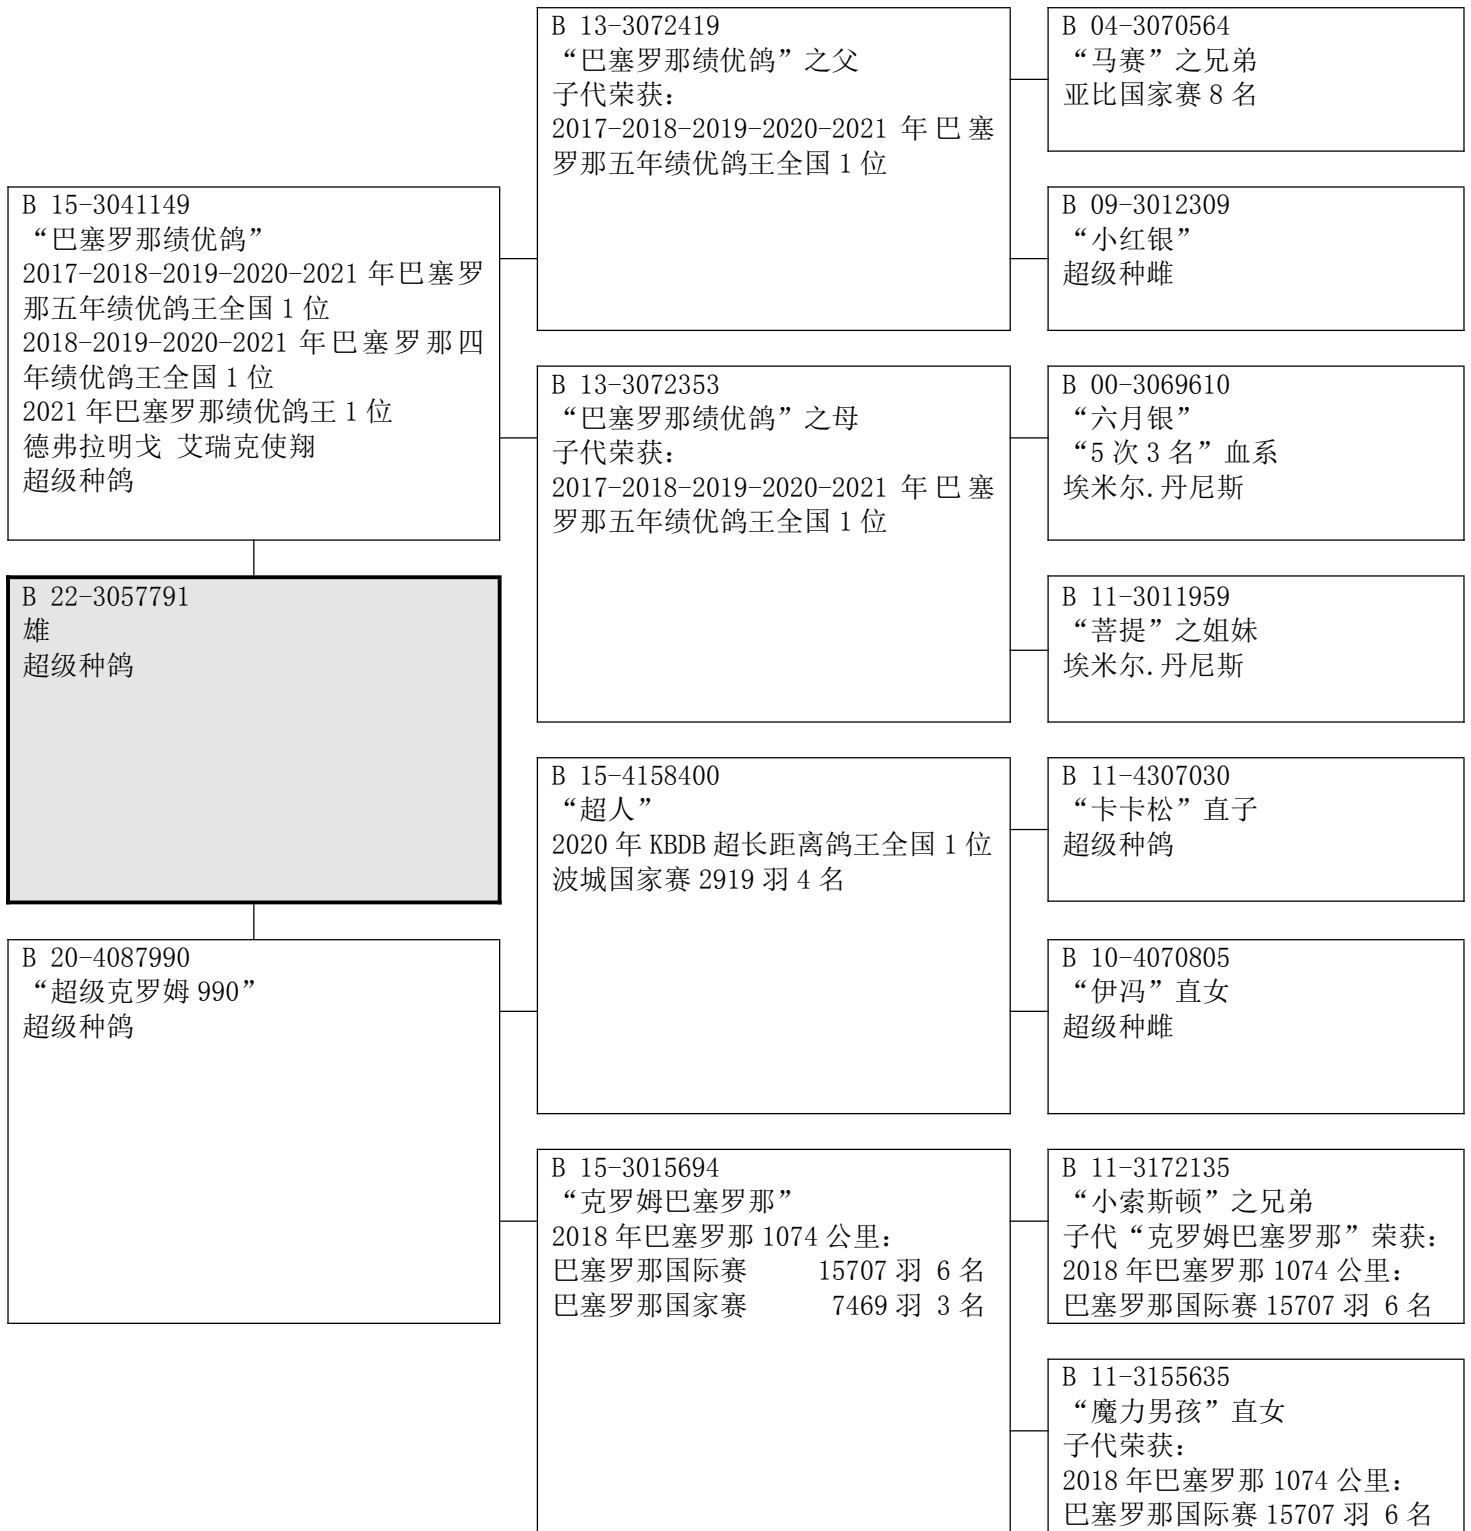 B 15-3041149
“巴塞罗那绩优鸽”
2017-2018-2019-2020-2021 年巴塞罗
那五年绩优鸽王全国 1 位
2018-2019-2020-2021 年巴塞罗那四
年绩优鸽王全国 1 位
2021 年巴塞罗那绩优鸽王 1 位
德弗拉明戈 艾瑞克使翔
超级种鸽
B 22-3057791
雄
超级种鸽
B 20-4087990
“超级克罗姆 990”
超级种鸽
B 13-3072419
“巴塞罗那绩优鸽”之父
子代荣获：
2017-2018-2019-2020-2021 年巴塞
罗那五年绩优鸽王全国 1 位
B 13-3072353
“巴塞罗那绩优鸽”之母
子代荣获：
2017-2018-2019-2020-2021 年巴塞
罗那五年绩优鸽王全国 1 位
B 15-4158400
“超人”
2020 年 KBDB 超长距离鸽王全国 1 位
波城国家赛 2919 羽 4 名
B 15-3015694
“克罗姆巴塞罗那”
2018 年巴塞罗那 1074 公里：
巴塞罗那国际赛 15707 羽 6 名
巴塞罗那国家赛 7469 羽 3 名
B 04-3070564
“马赛”之兄弟
亚比国家赛 8 名
B 09-3012309
“小红银”
超级种雌
B 00-3069610
“六月银”
“5 次 3 名”血系
埃米尔.丹尼斯
B 11-3011959
“菩提”之姐妹
埃米尔.丹尼斯
B 11-4307030
“卡卡松”直子
超级种鸽
B 10-4070805
“伊冯”直女
超级种雌
B 11-3172135
“小索斯顿”之兄弟
子代“克罗姆巴塞罗那”荣获：
2018 年巴塞罗那 1074 公里：
巴塞罗那国际赛 15707 羽 6 名
B 11-3155635
“魔力男孩”直女
子代荣获：
2018 年巴塞罗那 1074 公里：
巴塞罗那国际赛 15707 羽 6 名